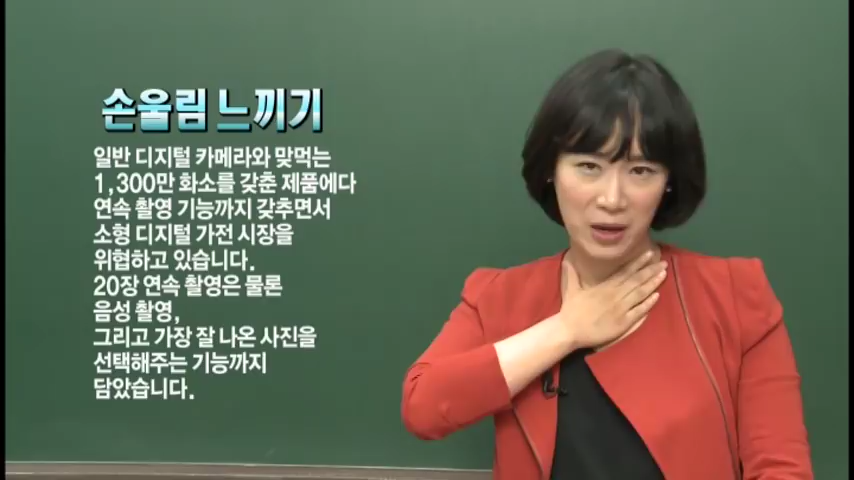 손울림 느끼기
일반 디지털 카메라와 맞먹는
1,300만 화소를 갖춘 제품에다
연속 촬영 기능까지 갖추면서
소형 디지털 가전 시장을
위협하고 있습니다.
20장 연속 촬영은 물론
음성 촬영,
그리고 가장 잘 나온 사진을
선택해주는 기능까지
담았습니다.